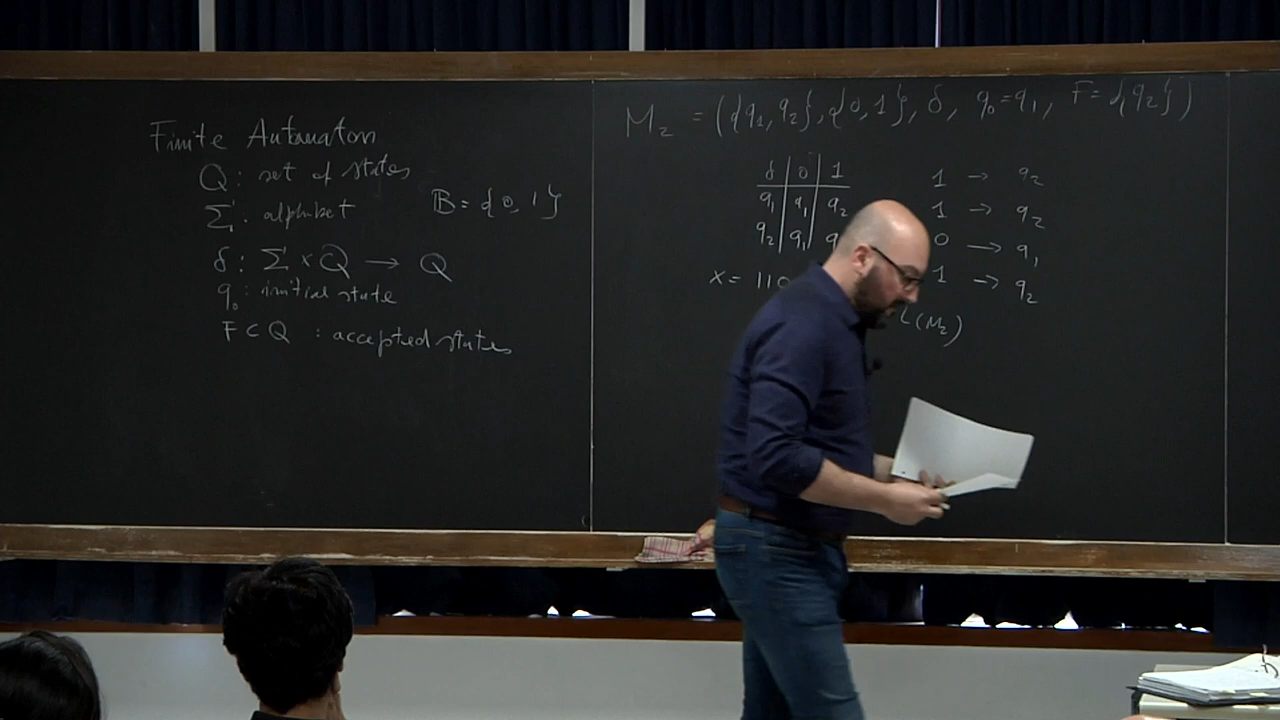 Finite Automaton
Q: set of states
Σ: alphabet
B = {0, 1}
δ: Σ × Q → Q
q₀: initial state
F ⊂ Q : accepted states
M₂ = ({q₁, q₂}, {0, 1}, δ, q₀=q₁, F={q₂})
δ | 0 | 1
q₁ | q₁ | q₂
q₂ | q₁ |
x = 110
1 → q₂
1 → q₂
0 → q₁
1 → q₂
L(M₂)